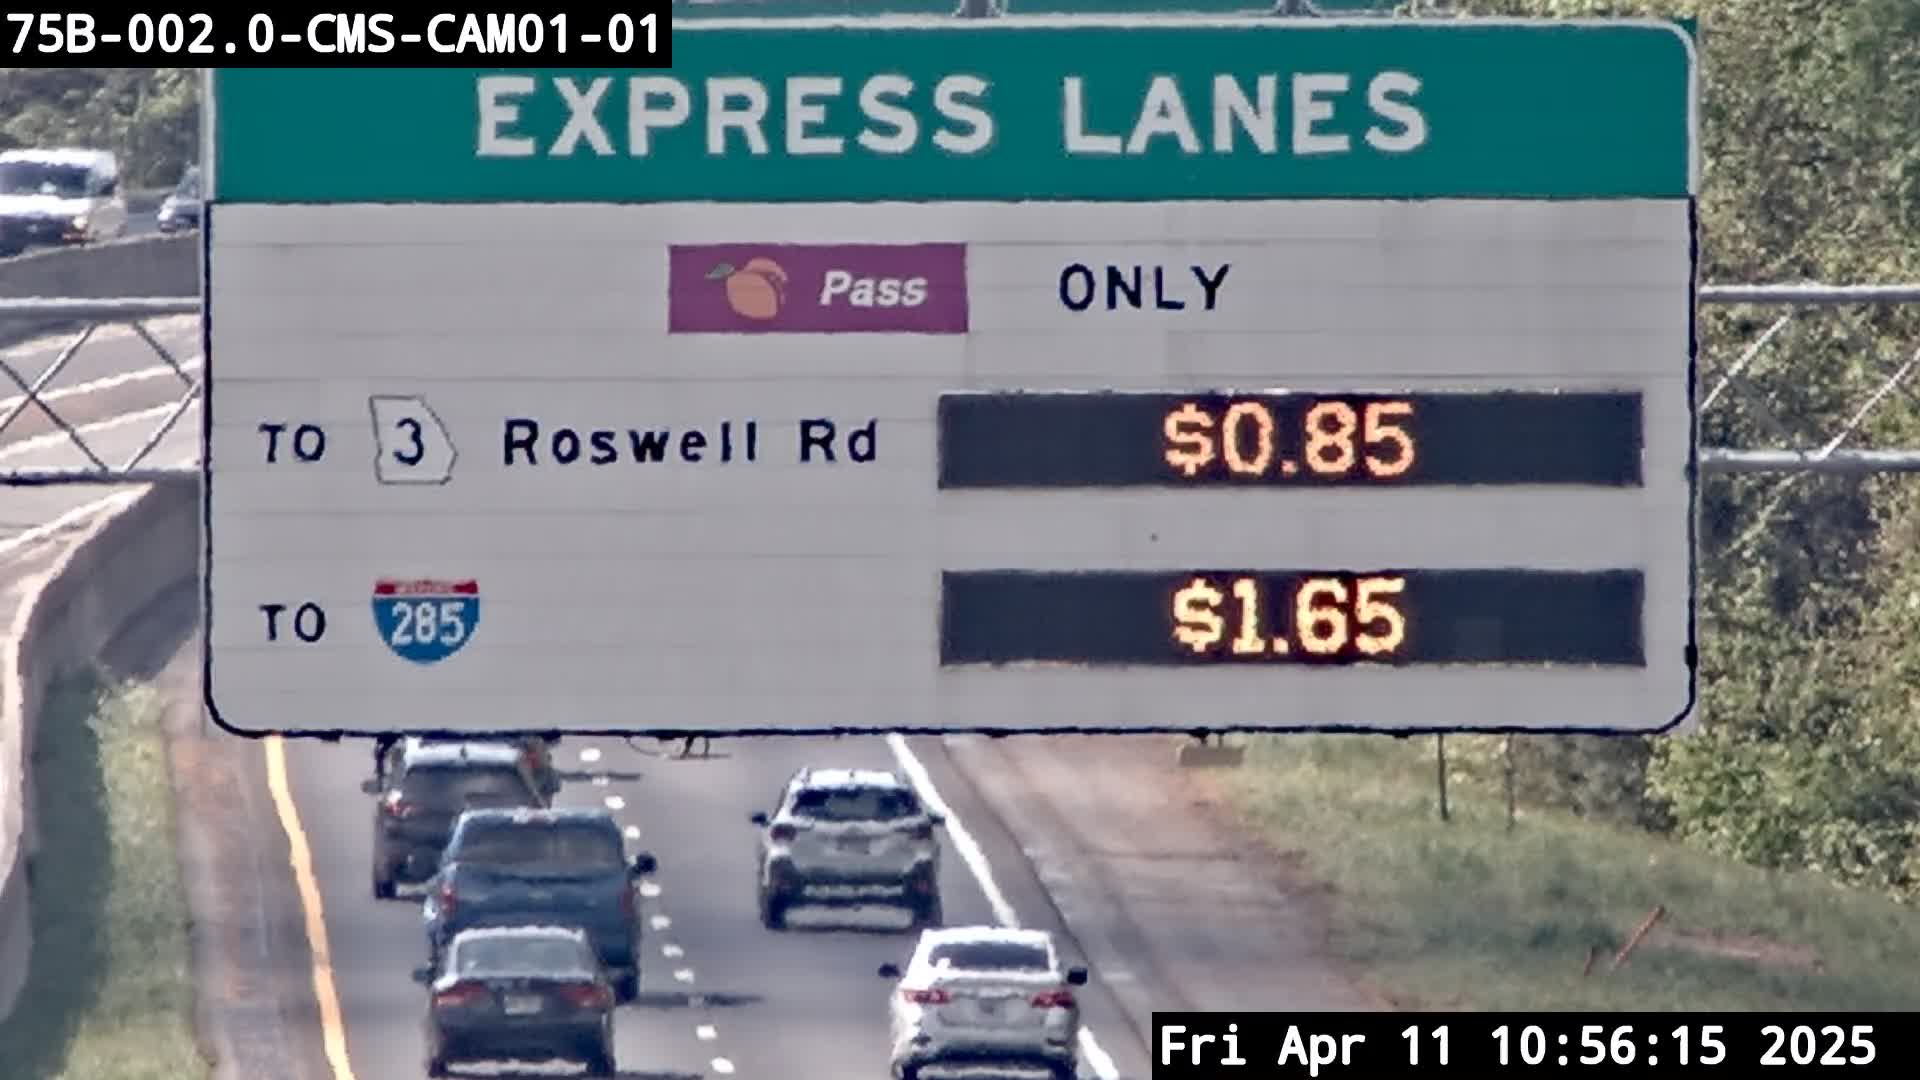 75B-002.0-CMS-CAM01-01
EXPRESS LANES
Pass ONLY
TO 3 Roswell Rd $0.85
TO 285 $1.65
Fri Apr 11 10:56:15 2025